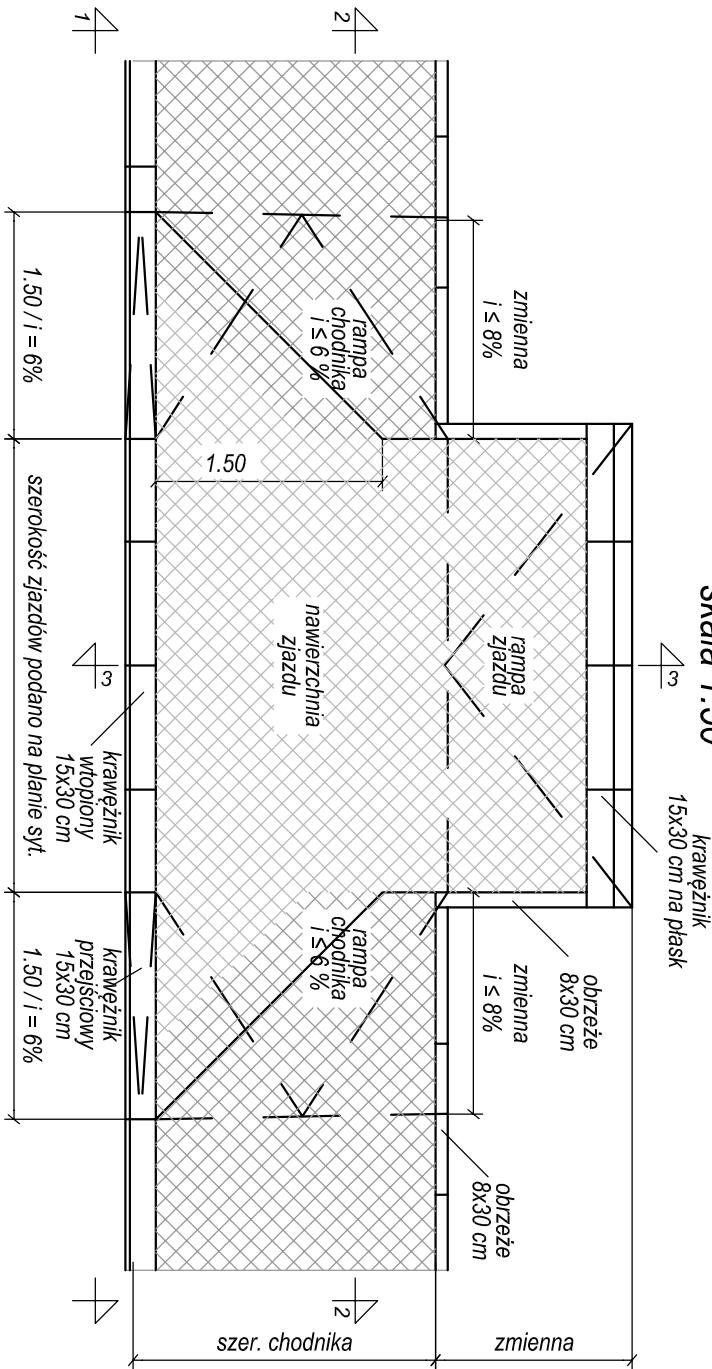 skala 1:50
krawężnik
15x30 cm na płask
zmienna
i ≤ 8%
rampa
chodnika
i ≤ 6 %
1.50
rampa
zjazdu
nawierzchnia
zjazdu
rampa
chodnika
i ≤ 6 %
zmienna
i ≤ 8%
obrzeże
8x30 cm
obrzeże
8x30 cm
1.50 / i = 6%
szerokość zjazdów podano na planie syt.
krawężnik
wtopiony
15x30 cm
krawężnik
przejściowy
15x30 cm
1.50 / i = 6%
szer. chodnika
zmienna
1
1
2
2
3
3